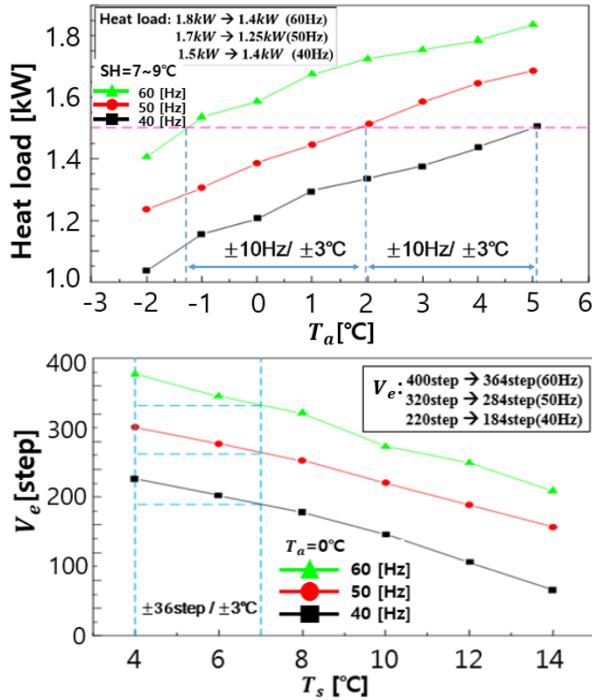 Heat load: 1.8kW → 1.4kW (60Hz)
1.7kW → 1.25kW(50Hz)
1.5kW → 1.4kW (40Hz)
SH=7~9℃
60 [Hz]
50 [Hz]
40 [Hz]
Heat load [kW]
1.8
1.6
1.4
1.2
1.0
±10Hz/ ±3℃
±10Hz/ ±3℃
-3 -2 -1 0 1 2 3 4 5 6
Ta[℃]
Ve: 400step → 364step(60Hz)
320step → 284step(50Hz)
220step → 184step(40Hz)
Ve[step]
400
300
200
100
0
Ta=0℃
60 [Hz]
50 [Hz]
40 [Hz]
±36step / ±3℃
4 6 8 10 12 14
Ts [℃]